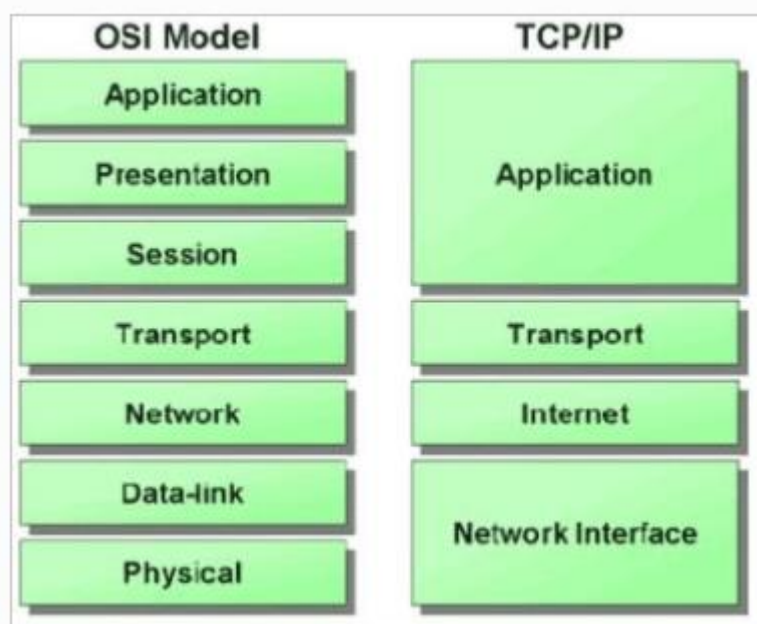 OSI Model
Application
Presentation
Session
Transport
Network
Data-link
Physical
TCP/IP
Application
Transport
Internet
Network Interface